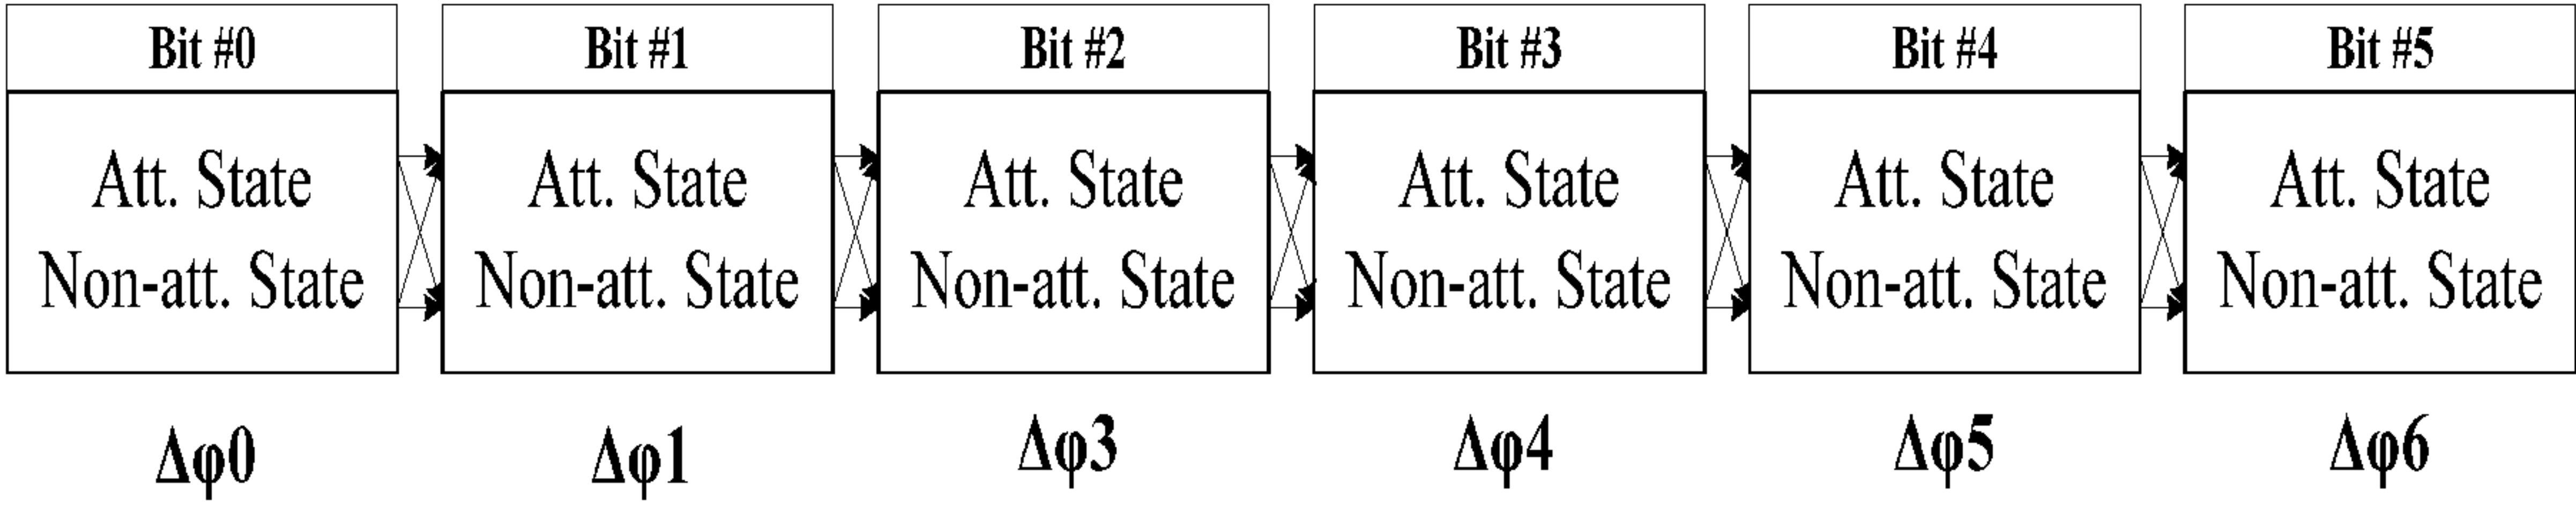 Bit #0 Bit #1 Bit #2 Bit #3 Bit #4 Bit #5
Att. State Att. State Att. State Att. State Att. State Att. State
Non-att. State Non-att. State Non-att. State Non-att. State Non-att. State Non-att. State
Δφ0 Δφ1 Δφ3 Δφ4 Δφ5 Δφ6